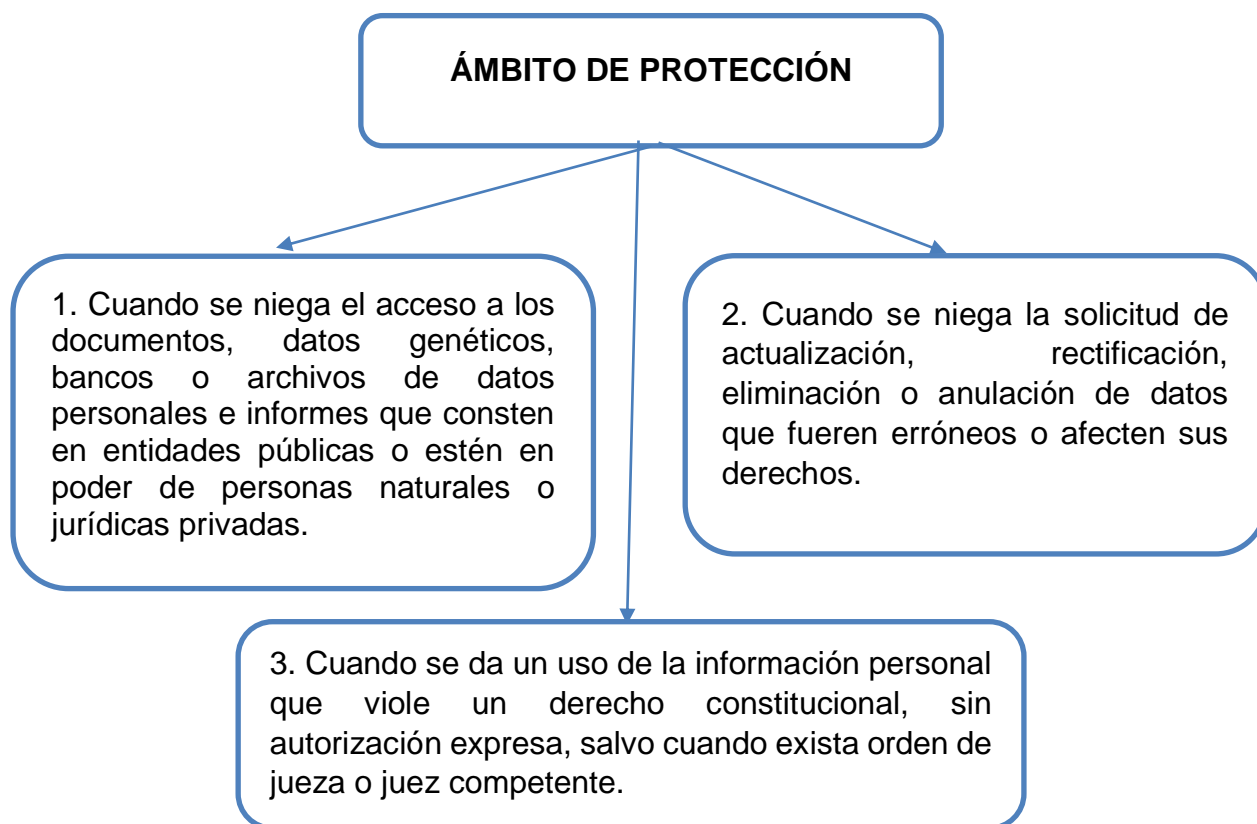 ÁMBITO DE PROTECCIÓN
1. Cuando se niega el acceso a los
documentos, datos genéticos,
bancos o archivos de datos
personales e informes que consten
en entidades públicas o estén en
poder de personas naturales o
jurídicas privadas.
2. Cuando se niega la solicitud de
actualización, rectificación,
eliminación o anulación de datos
que fueren erróneos o afecten sus
derechos.
3. Cuando se da un uso de la información personal
que viole un derecho constitucional, sin
autorización expresa, salvo cuando exista orden de
jueza o juez competente.